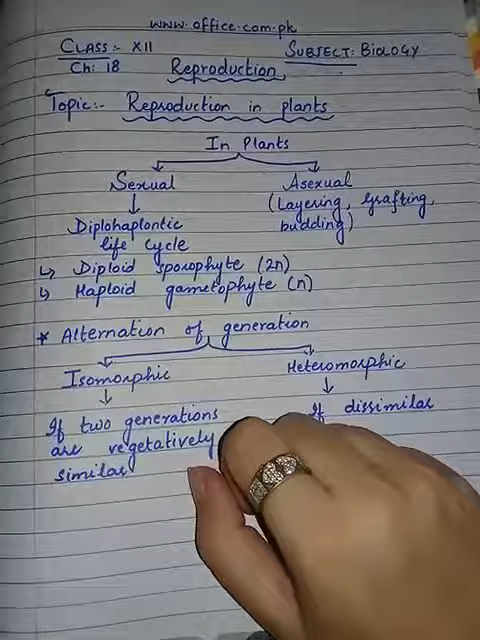 www.office.com.pk
CLASS:- XII
SUBJECT: BIOLOGY
Ch: 18
Reproduction
Topic:- Reproduction in plants
In Plants
Sexual
Asexual
(Layering, Grafting,
budding)
Diplohaplontic
life cycle
↳ Diploid sporophyte (2n)
↳ Haploid gametophyte (n)
* Alternation of generation
Isomorphic
Heteromorphic
If two generations
are vegetatively
similar
If dissimilar